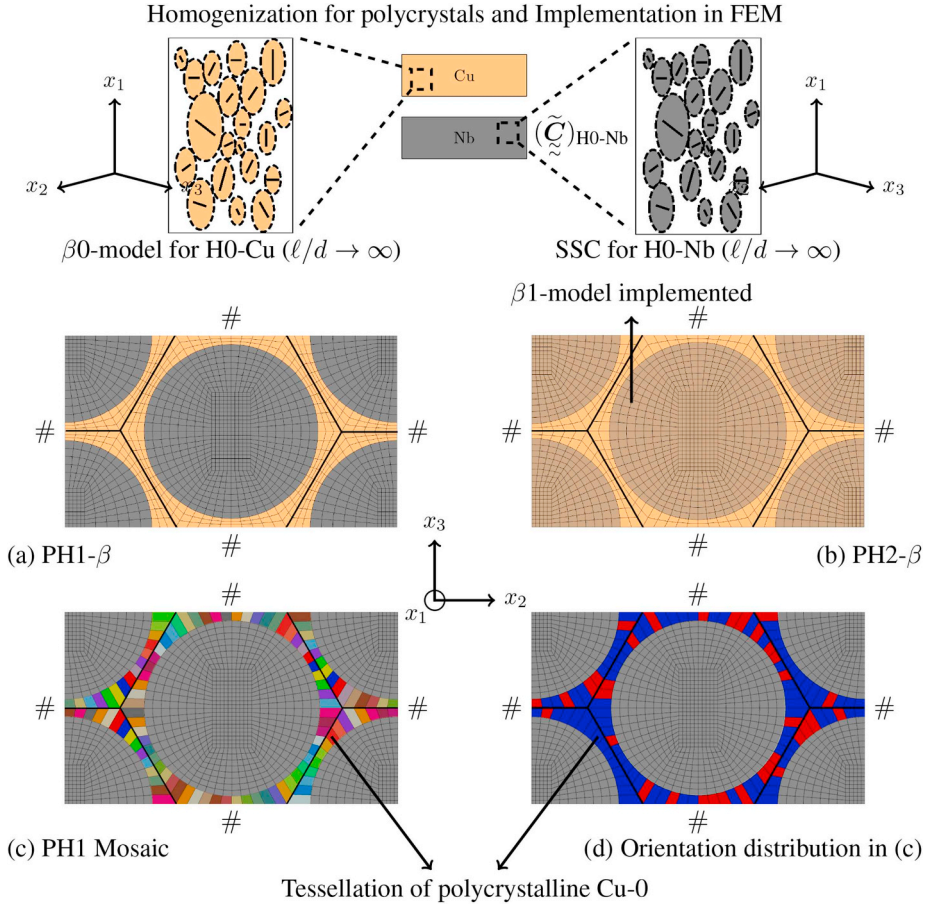 Homogenization for polycrystals and Implementation in FEM
x₁
x₂
x₃
Cu
Nb
(C̃)H0-Nb
x₁
x₂
x₃
β0-model for H0-Cu (ℓ/d → ∞)
SSC for H0-Nb (ℓ/d → ∞)
β1-model implemented
#
#
#
#
#
#
#
#
(a) PH1-β
(b) PH2-β
x₃
x₂
x₁
#
#
#
#
#
#
#
#
(c) PH1 Mosaic
(d) Orientation distribution in (c)
Tessellation of polycrystalline Cu-0